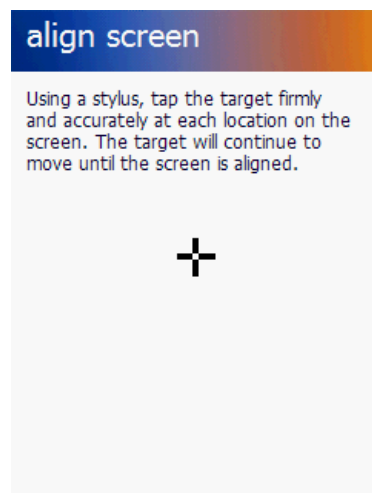 align screen
Using a stylus, tap the target firmly
and accurately at each location on the
screen. The target will continue to
move until the screen is aligned.